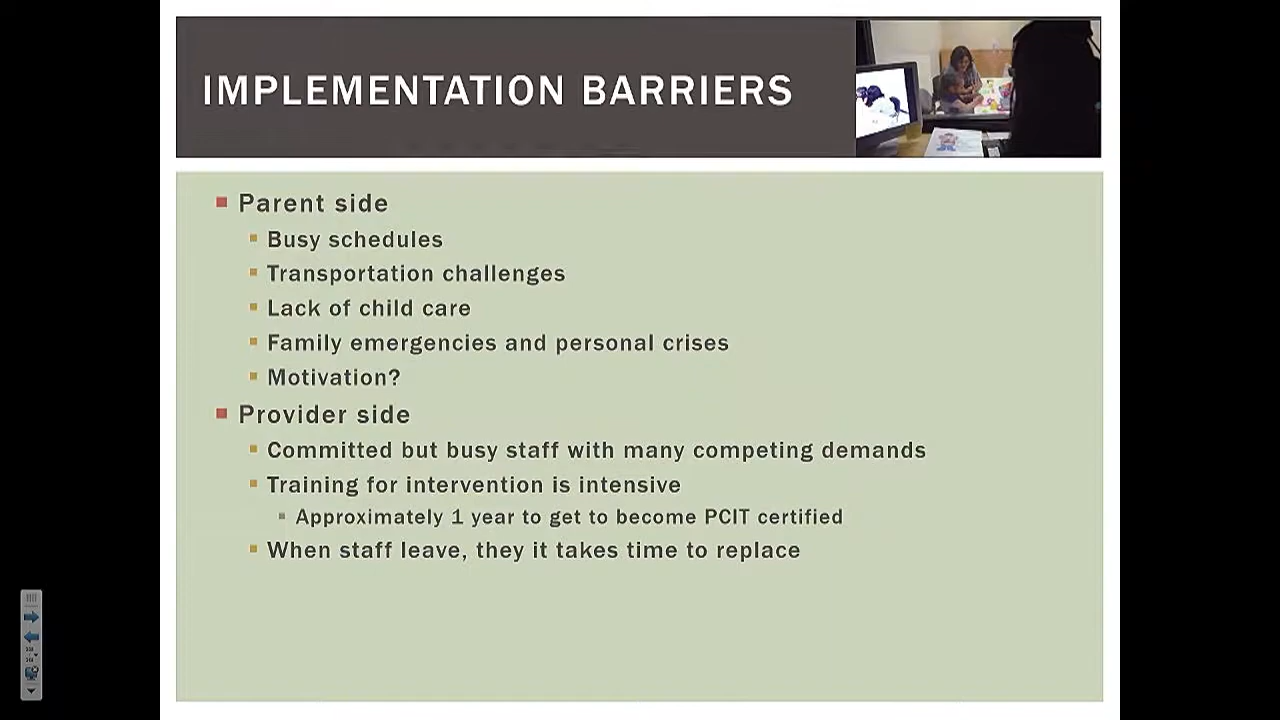 IMPLEMENTATION BARRIERS
Parent side
Busy schedules
Transportation challenges
Lack of child care
Family emergencies and personal crises
Motivation?
Provider side
Committed but busy staff with many competing demands
Training for intervention is intensive
Approximately 1 year to get to become PCIT certified
When staff leave, they it takes time to replace